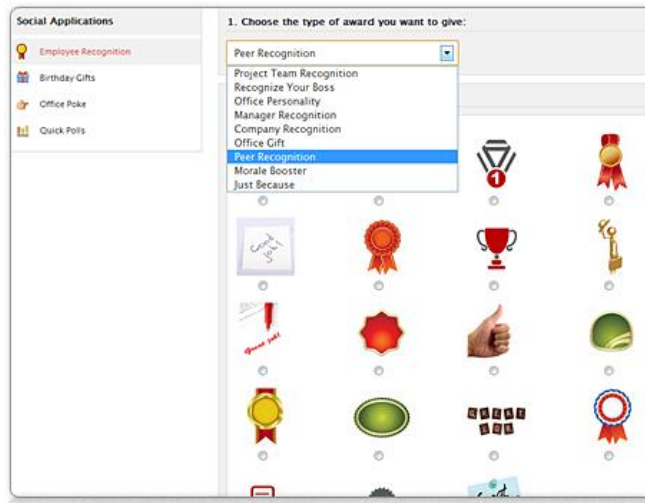 Social Applications
Employee Recognition
Birthday Gifts
Office Poke
Quick Polls
1. Choose the type of award you want to give:
Peer Recognition
Project Team Recognition
Recognize Your Boss
Office Personality
Manager Recognition
Company Recognition
Office Gift
Peer Recognition
Morale Booster
Just Because
1
Good
Job!
Great Job!
GREAT
JOB